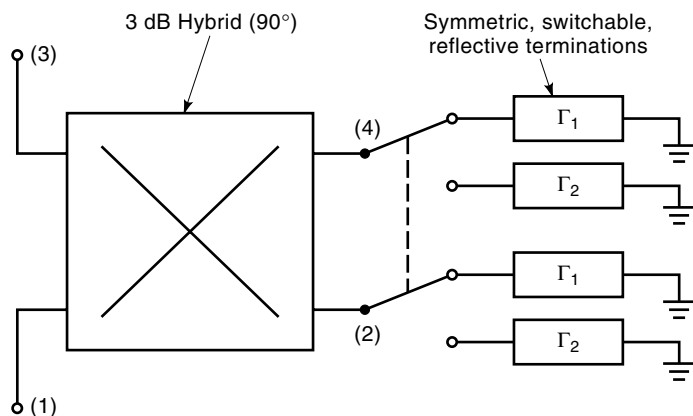 3 dB Hybrid (90°)
Symmetric, switchable,
reflective terminations
(3)
(4)
Γ1
Γ2
Γ1
(2)
Γ2
(1)